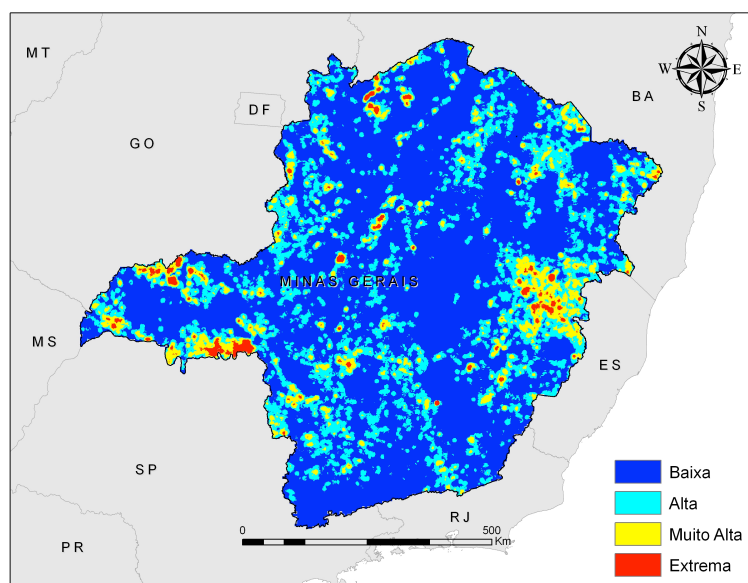 MT
N
W E
S
BA
DF
GO
MINAS GERAIS
MS
ES
SP
RJ
PR
0 500
Km
Baixa
Alta
Muito Alta
Extrema